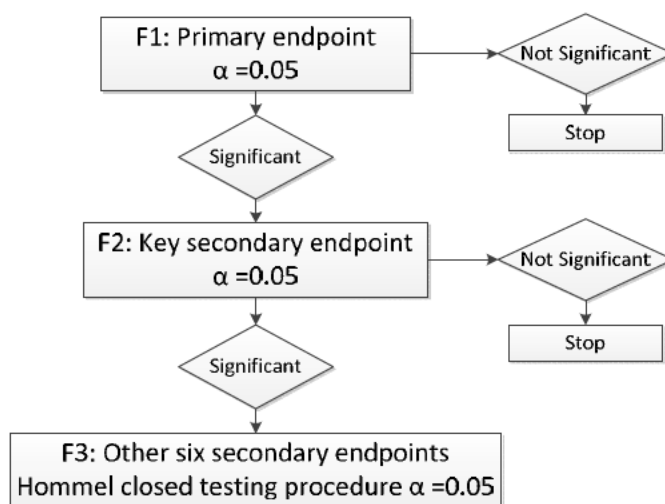 F1: Primary endpoint
α =0.05
Not Significant
Stop
Significant
F2: Key secondary endpoint
α =0.05
Not Significant
Stop
Significant
F3: Other six secondary endpoints
Hommel closed testing procedure α =0.05